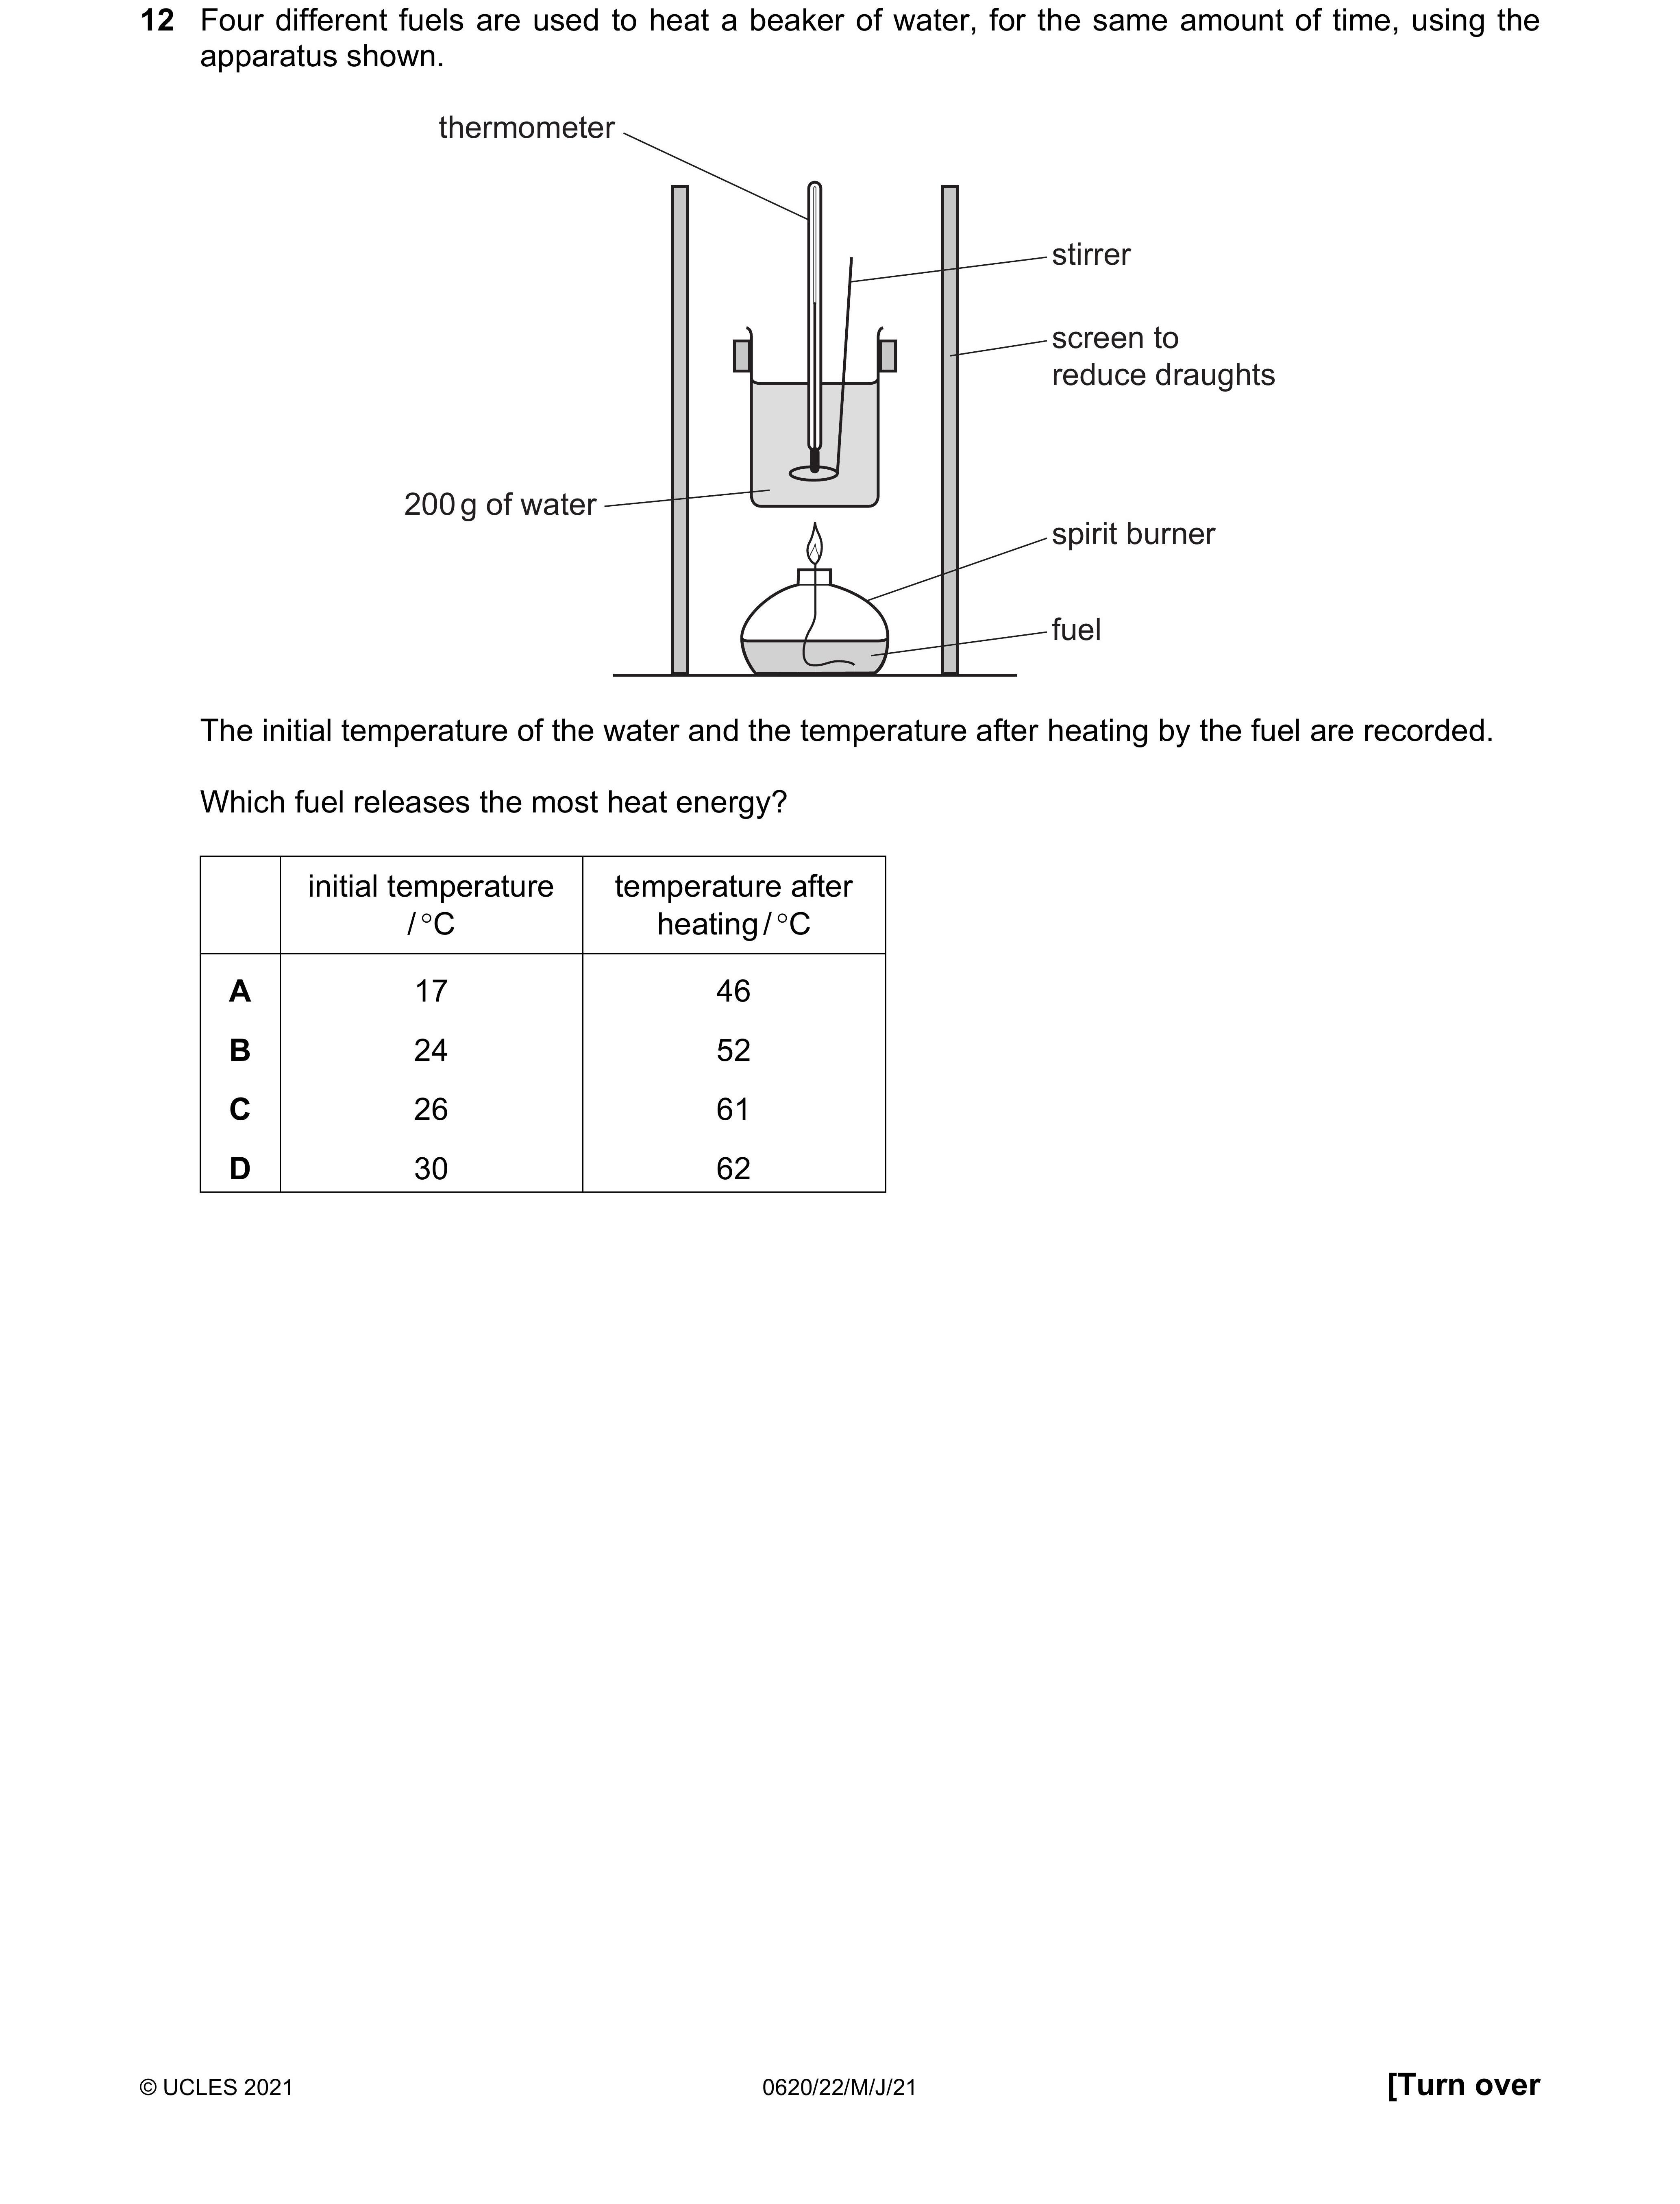 12 Four different fuels are used to heat a beaker of water, for the same amount of time, using the
apparatus shown.
thermometer
stirrer
screen to
reduce draughts
200 g of water
spirit burner
fuel
The initial temperature of the water and the temperature after heating by the fuel are recorded.
Which fuel releases the most heat energy?
initial temperature
/ °C
temperature after
heating / °C
A 17 46
B 24 52
C 26 61
D 30 62
© UCLES 2021 0620/22/M/J/21 [Turn over